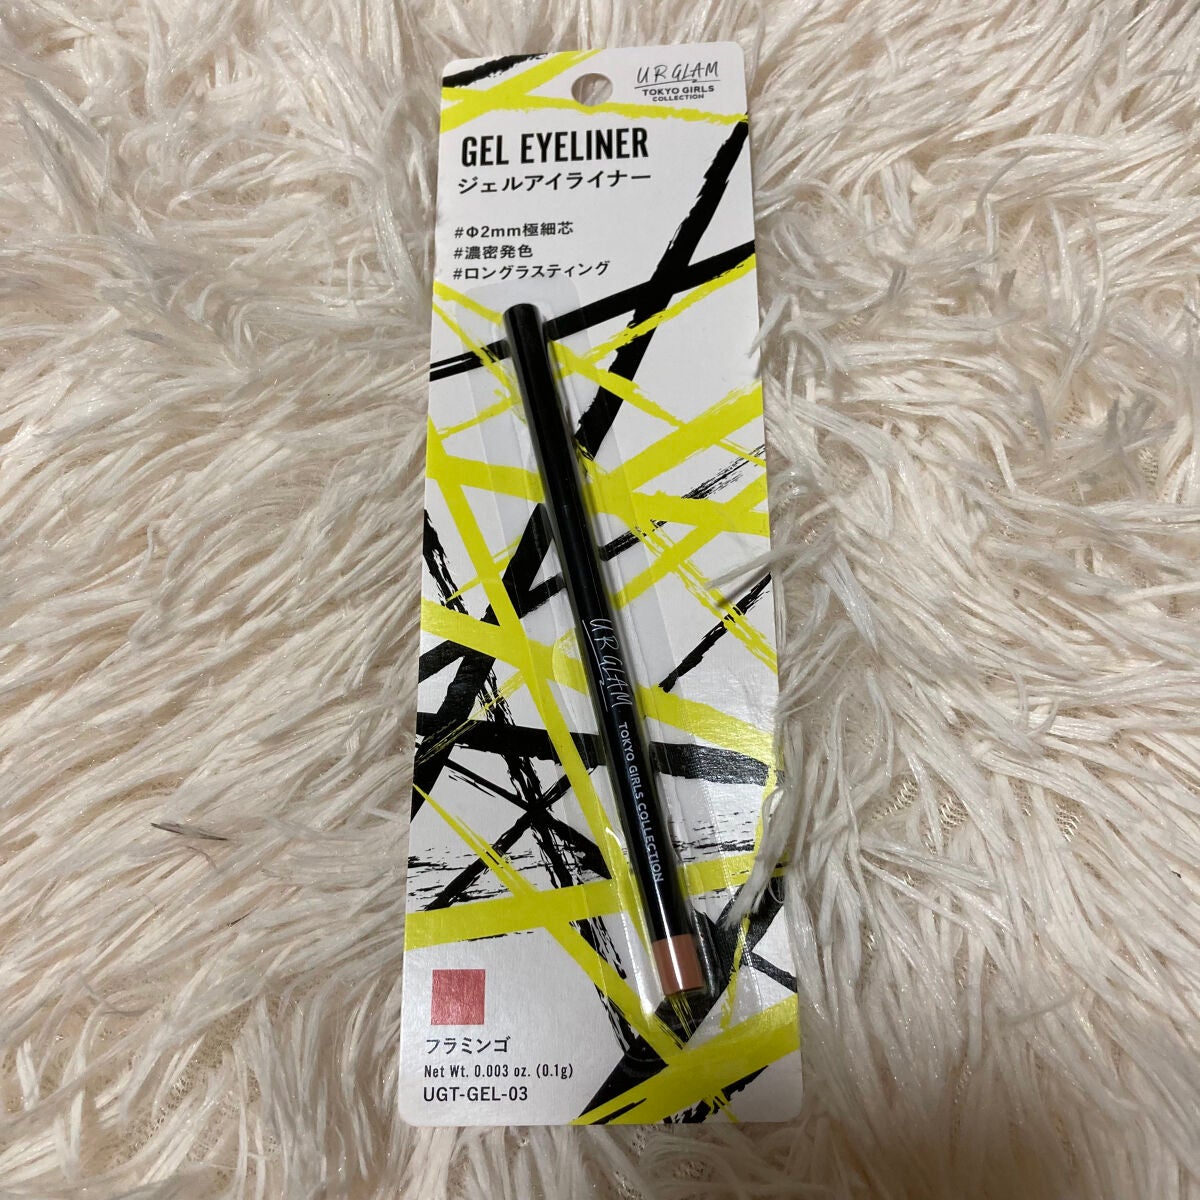 UR GLAM
TOKYO GIRLS
COLLECTION
GEL EYELINER
ジェルアイライナー
#Φ2mm極細芯
#濃密発色
#ロングラスティング
UR GLAM TOKYO GIRLS COLLECTION
フラミンゴ
Net Wt. 0.003 oz. (0.1g)
UGT-GEL-03